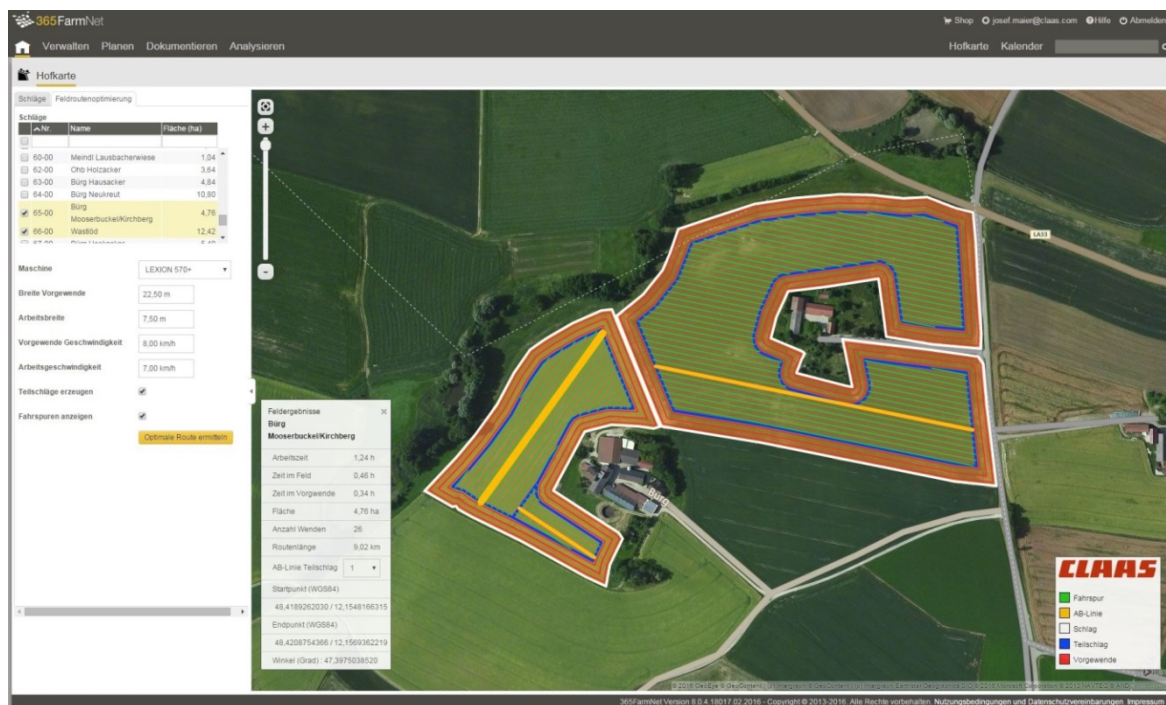 365FarmNet
Shop josef.maier@claas.com Hilfe Abmelden
Verwalten Planen Dokumentieren Analysieren
Hofkarte Kalender
Hofkarte
Schläge Feldroutenoptimierung
Schläge
Nr. Name Fläche (ha)
60-00 Meindl Lausbacherwiese 1,04
62-00 Ohb Holzacker 3,64
63-00 Bürg Hausacker 4,84
64-00 Bürg Neukreut 10,80
65-00 Bürg Mooserbuckel/Kirchberg 4,76
66-00 Wastlöd 12,42
Maschine LEXION 570+
Breite Vorgewende 22,50 m
Arbeitsbreite 7,50 m
Vorgewende Geschwindigkeit 8,00 km/h
Arbeitsgeschwindigkeit 7,00 km/h
Teilschläge erzeugen
Fahrspuren anzeigen
Optimale Route ermitteln
Feldergebnisse
Bürg
Mooserbuckel/Kirchberg
Arbeitszeit 1,24 h
Zeit im Feld 0,46 h
Zeit im Vorgwende 0,34 h
Fläche 4,76 ha
Anzahl Wenden 26
Routenlänge 9,02 km
AB-Linie Teilschlag 1
Startpunkt (WGS84)
48,4189262030 / 12,1548166315
Endpunkt (WGS84)
48,4208754366 / 12,1569362219
Winkel (Grad) : 47,3975038520
LA33
Bürg
CLAAS
Fahrspur
AB-Linie
Schlag
Teilschlag
Vorgewende
365FarmNet Version 8.0.4.18017 02.2016 - Copyright © 2013-2016. Alle Rechte vorbehalten. Nutzungsbedingungen und Datenschutzvereinbarungen. Impressum